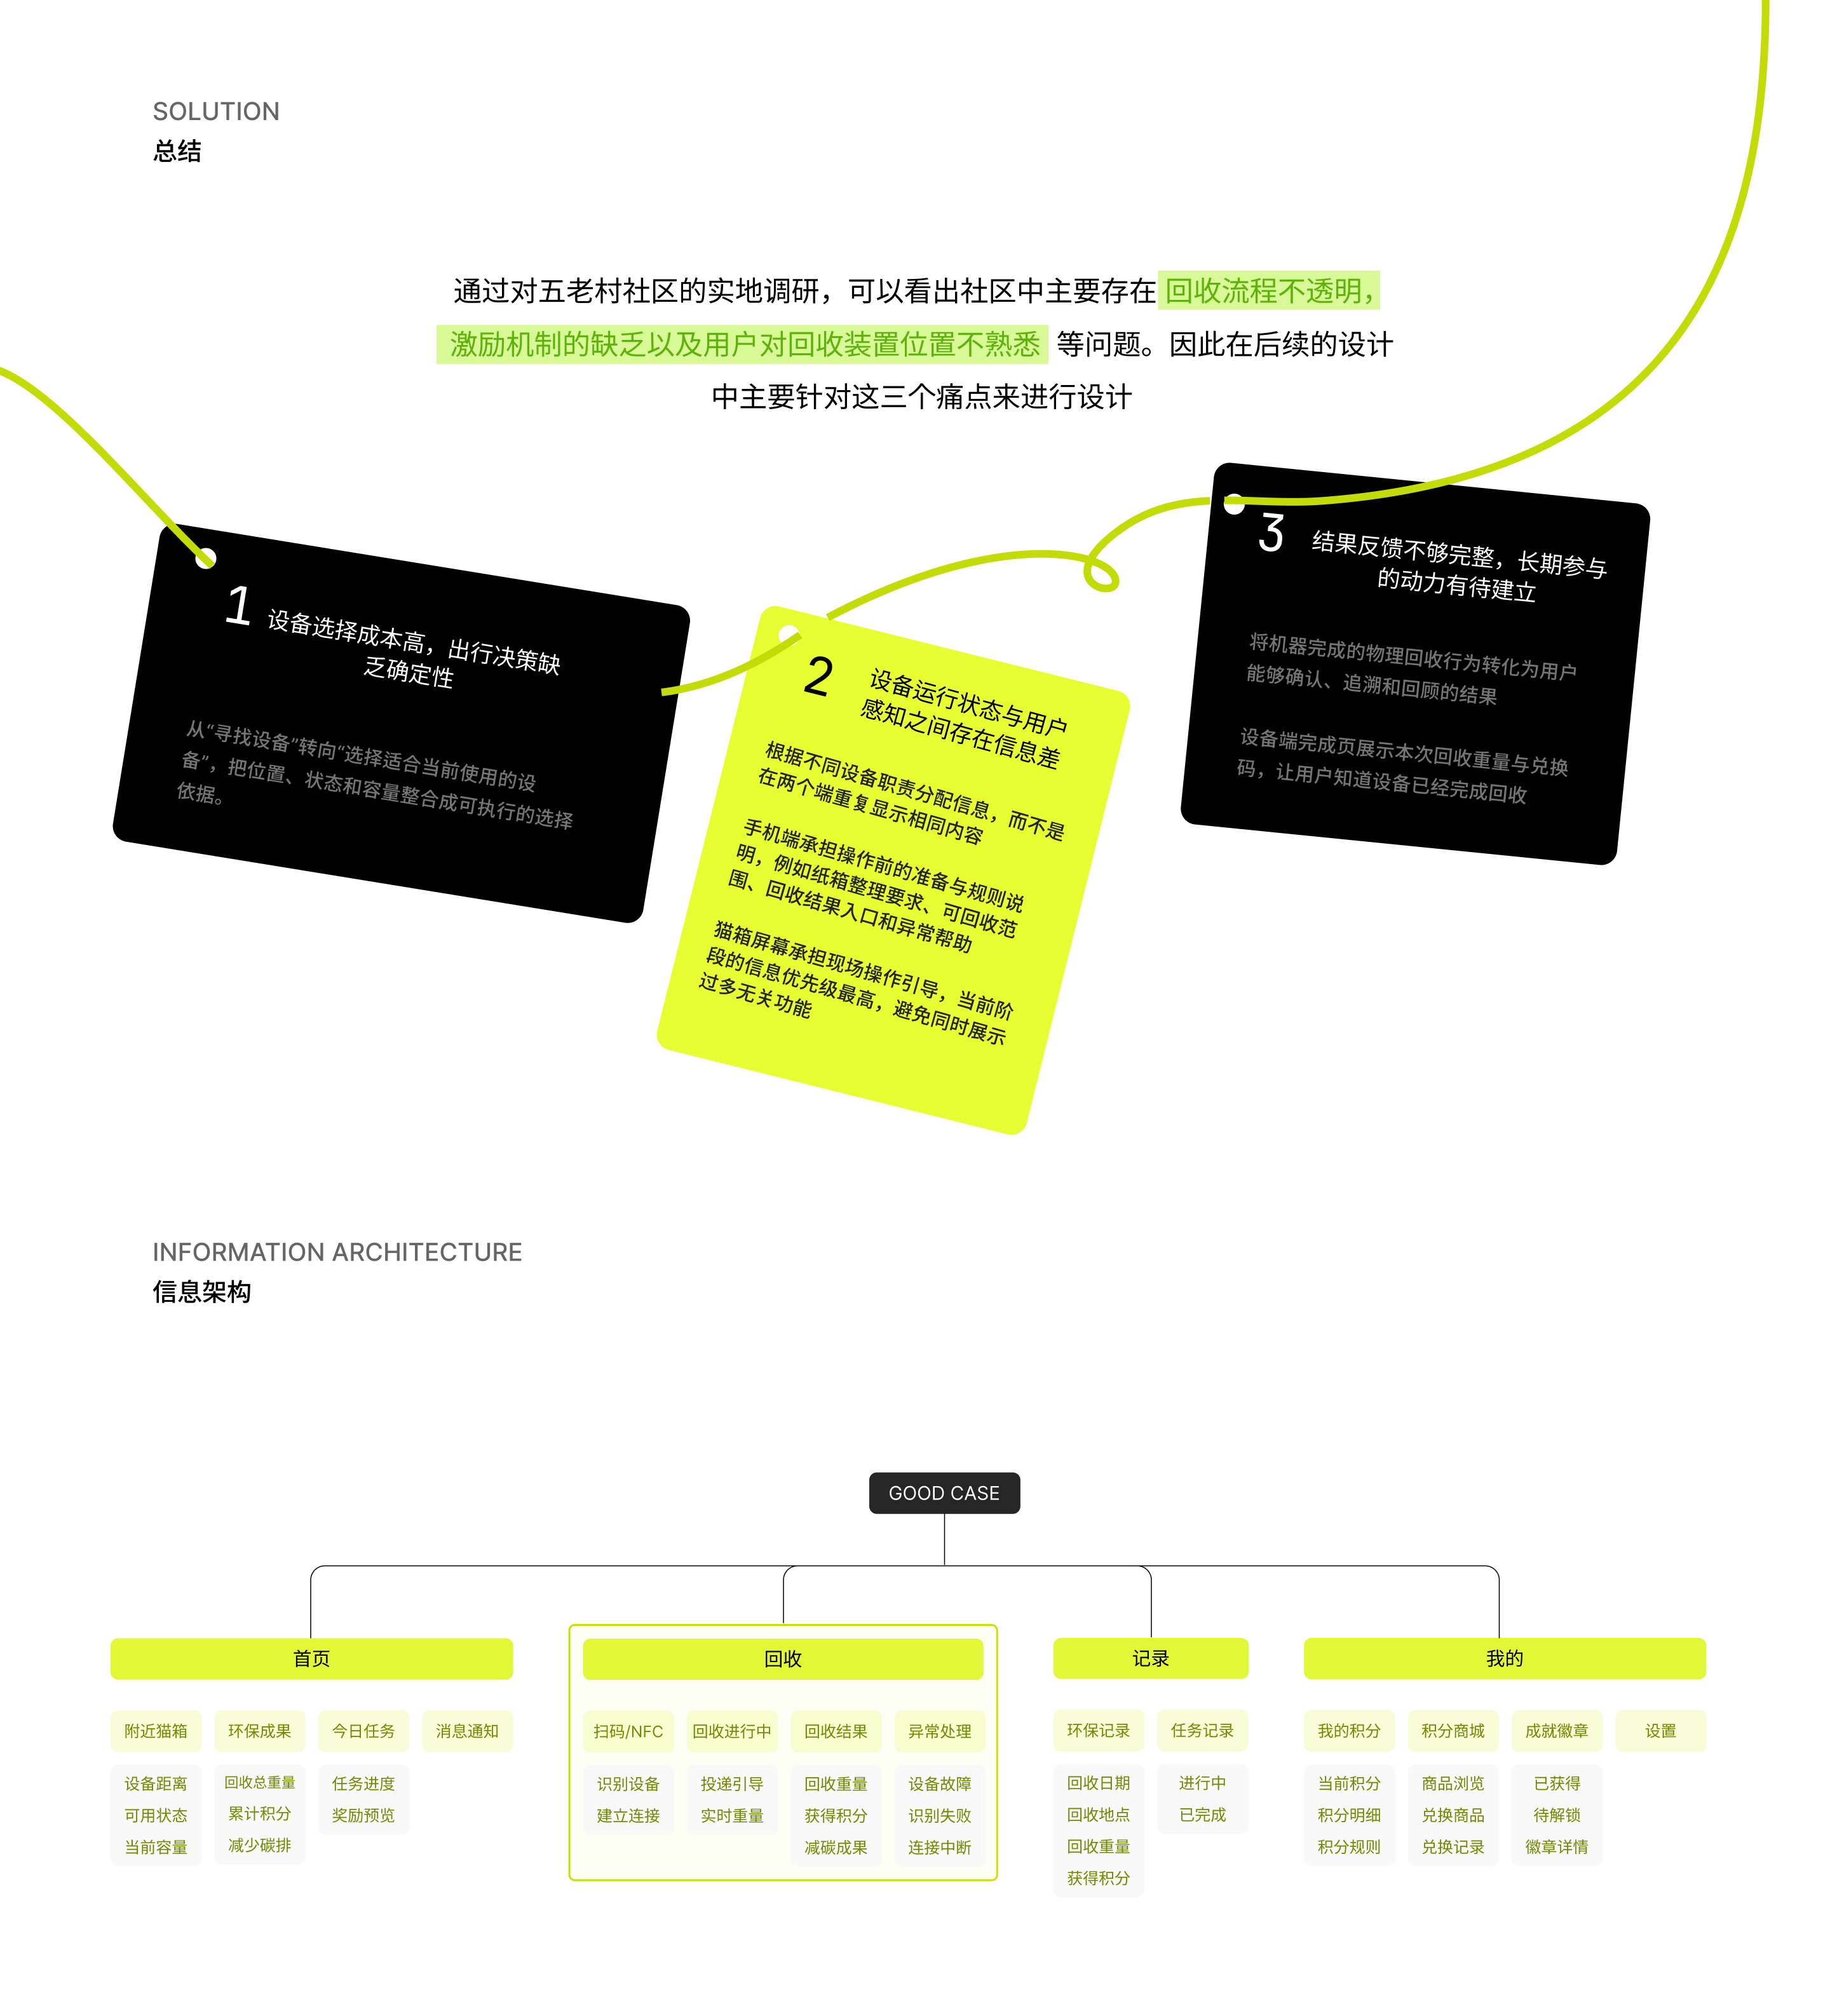 SOLUTION
总结
通过对五老村社区的实地调研，可以看出社区中主要存在 回收流程不透明，
激励机制的缺乏以及用户对回收装置位置不熟悉 等问题。因此在后续的设计
中主要针对这三个痛点来进行设计
1
设备选择成本高，出行决策缺
乏确定性
从“寻找设备”转向“选择适合当前使用的设
备”，把位置、状态和容量整合成可执行的选择
依据。
2
设备运行状态与用户
感知之间存在信息差
根据不同设备职责分配信息，而不是
在两个端重复显示相同内容
手机端承担操作前的准备与规则说
明，例如纸箱整理要求、可回收范
围、回收结果入口和异常帮助
猫箱屏幕承担现场操作引导，当前阶
段的信息优先级最高，避免同时展示
过多无关功能
3
结果反馈不够完整，长期参与
的动力有待建立
将机器完成的物理回收行为转化为用户
能够确认、追溯和回顾的结果
设备端完成页展示本次回收重量与兑换
码，让用户知道设备已经完成回收
INFORMATION ARCHITECTURE
信息架构
GOOD CASE
首页
附近猫箱
设备距离
可用状态
当前容量
环保成果
回收总重量
累计积分
减少碳排
今日任务
任务进度
奖励预览
消息通知
回收
扫码/NFC
识别设备
建立连接
回收进行中
投递引导
实时重量
回收结果
回收重量
获得积分
减碳成果
异常处理
设备故障
识别失败
连接中断
记录
环保记录
回收日期
回收地点
回收重量
获得积分
任务记录
进行中
已完成
我的
我的积分
当前积分
积分明细
积分规则
积分商城
商品浏览
兑换商品
兑换记录
成就徽章
已获得
待解锁
徽章详情
设置